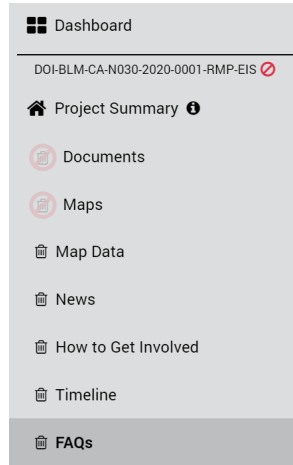 Dashboard
DOI-BLM-CA-N030-2020-0001-RMP-EIS
Project Summary
Documents
Maps
Map Data
News
How to Get Involved
Timeline
FAQs